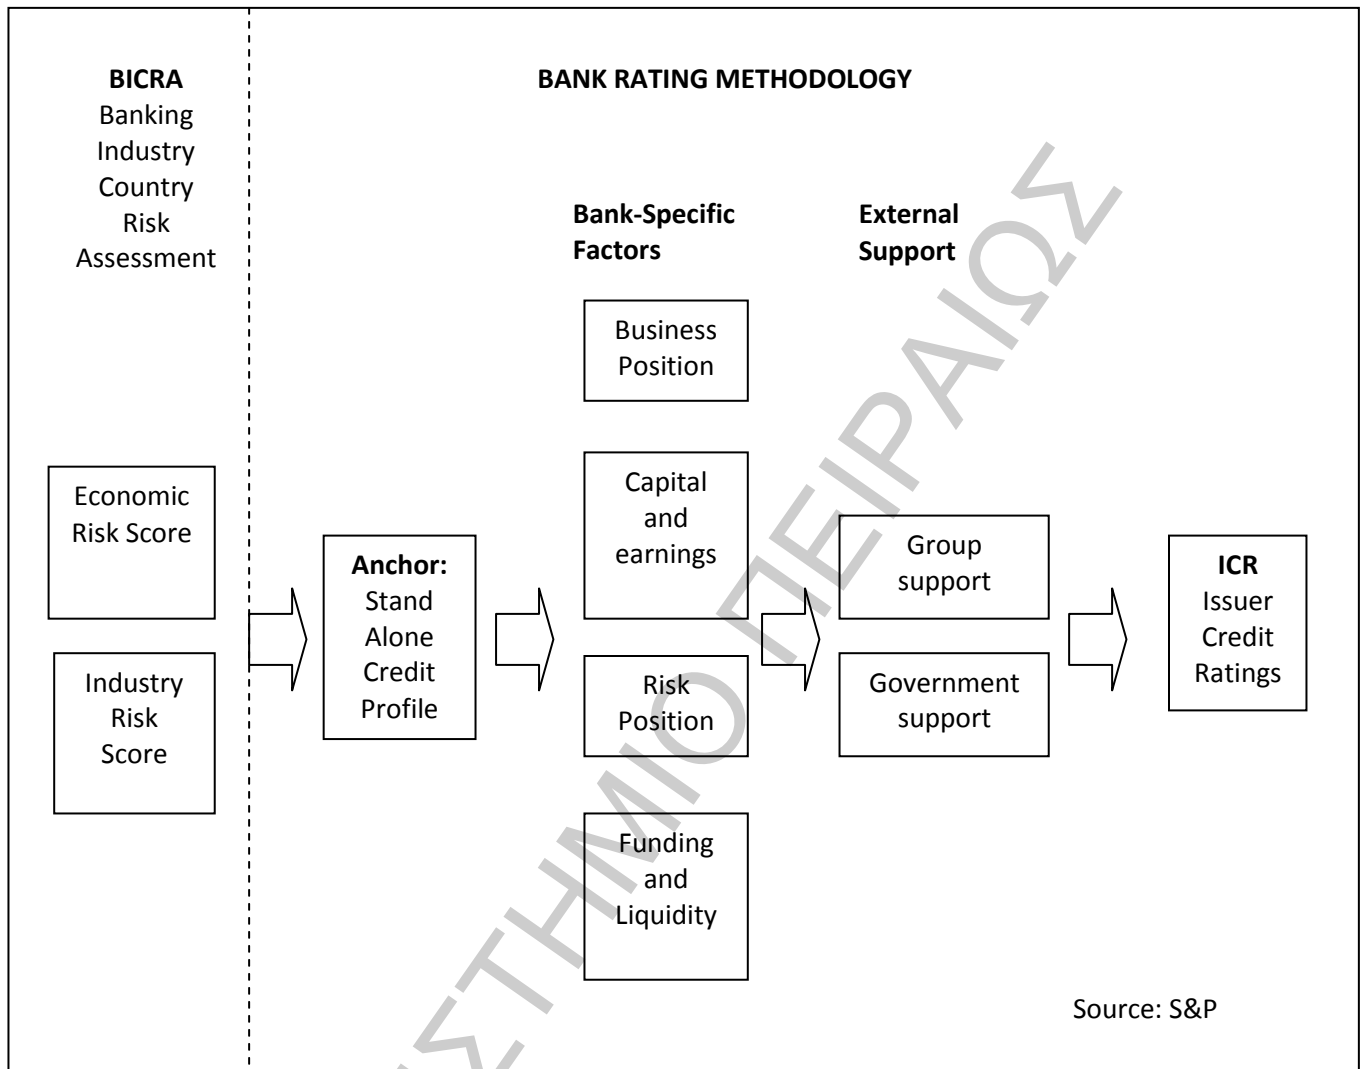 BICRA
Banking
Industry
Country
Risk
Assessment
BANK RATING METHODOLOGY
Bank-Specific
Factors
External
Support
Economic
Risk Score
Industry
Risk
Score
Anchor:
Stand
Alone
Credit
Profile
Business
Position
Capital
and
earnings
Risk
Position
Funding
and
Liquidity
Group
support
Government
support
ICR
Issuer
Credit
Ratings
Source: S&P
ΣΤΗΜΙΟ ΠΕΙΡΑΙΩΣ